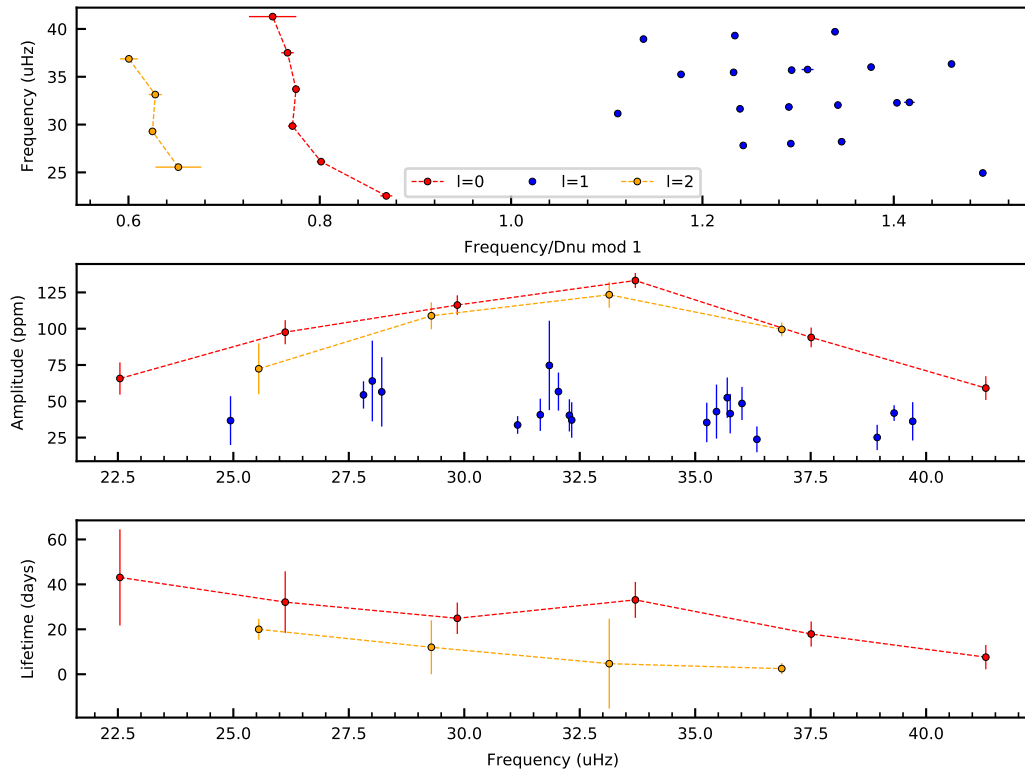 Frequency (uHz)
40
35
30
25
l=0 l=1 l=2
0.6 0.8 1.0 1.2 1.4
Frequency/Dnu mod 1
Amplitude (ppm)
125
100
75
50
25
22.5 25.0 27.5 30.0 32.5 35.0 37.5 40.0
Lifetime (days)
60
40
20
0
22.5 25.0 27.5 30.0 32.5 35.0 37.5 40.0
Frequency (uHz)